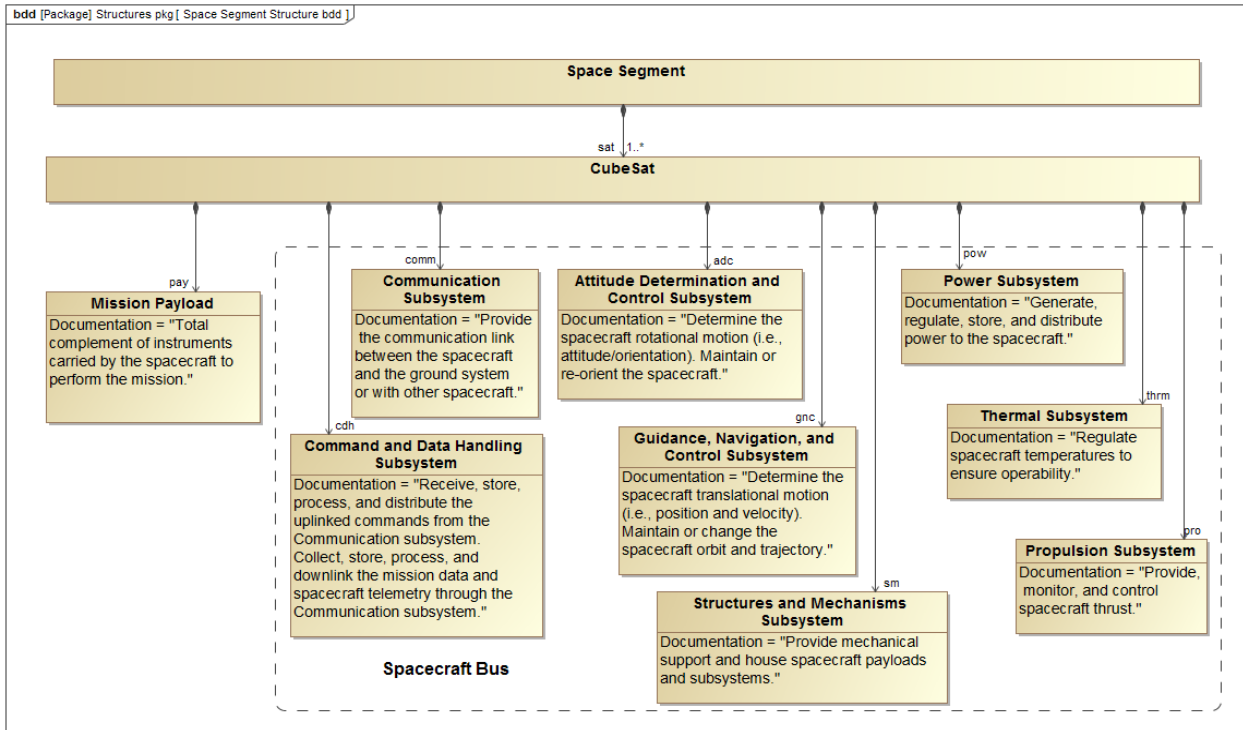 bdd [Package] Structures pkg [ Space Segment Structure bdd ]
Space Segment
sat
1..*
CubeSat
pay
Mission Payload
Documentation = "Total
complement of instruments
carried by the spacecraft to
perform the mission."
comm
Communication
Subsystem
Documentation = "Provide
the communication link
between the spacecraft
and the ground system
or with other spacecraft."
adc
Attitude Determination and
Control Subsystem
Documentation = "Determine the
spacecraft rotational motion (i.e.,
attitude/orientation). Maintain or
re-orient the spacecraft."
pow
Power Subsystem
Documentation = "Generate,
regulate, store, and distribute
power to the spacecraft."
cdh
Command and Data Handling
Subsystem
Documentation = "Receive, store,
process, and distribute the
uplinked commands from the
Communication subsystem.
Collect, store, process, and
downlink the mission data and
spacecraft telemetry through the
Communication subsystem."
gnc
Guidance, Navigation, and
Control Subsystem
Documentation = "Determine the
spacecraft translational motion
(i.e., position and velocity).
Maintain or change the
spacecraft orbit and trajectory."
thrm
Thermal Subsystem
Documentation = "Regulate
spacecraft temperatures to
ensure operability."
pro
Propulsion Subsystem
Documentation = "Provide,
monitor, and control
spacecraft thrust."
sm
Structures and Mechanisms
Subsystem
Documentation = "Provide mechanical
support and house spacecraft payloads
and subsystems."
Spacecraft Bus